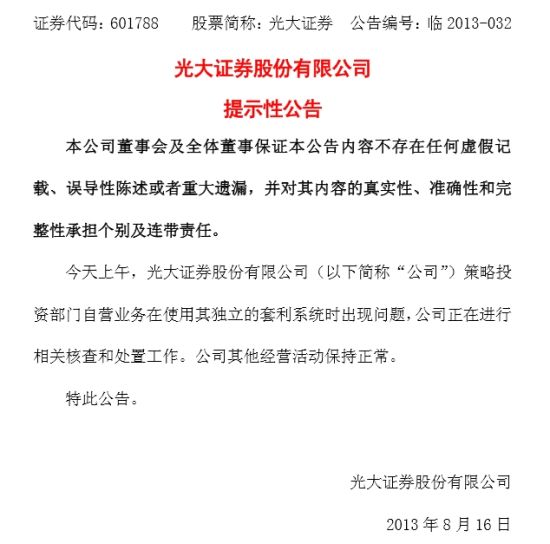 证券代码：601788 股票简称：光大证券 公告编号：临 2013-032
光大证券股份有限公司
提示性公告
本公司董事会及全体董事保证本公告内容不存在任何虚假记
载、误导性陈述或者重大遗漏，并对其内容的真实性、准确性和完
整性承担个别及连带责任。
今天上午，光大证券股份有限公司（以下简称“公司”）策略投
资部门自营业务在使用其独立的套利系统时出现问题，公司正在进行
相关核查和处置工作。公司其他经营活动保持正常。
特此公告。
光大证券股份有限公司
2013 年 8 月 16 日